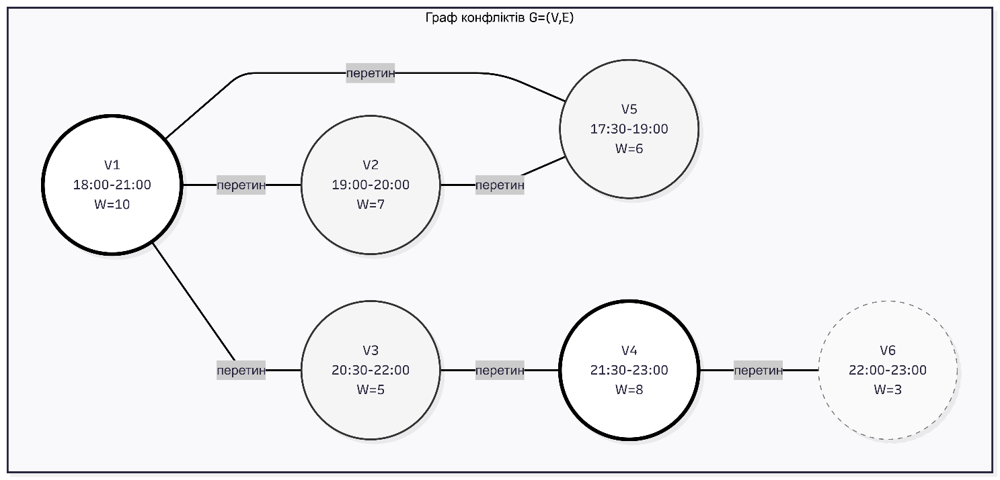 Граф конфліктів G=(V,E)
перетин
V5
17:30-19:00
W=6
V1
18:00-21:00
W=10
перетин
V2
19:00-20:00
W=7
перетин
перетин
V3
20:30-22:00
W=5
перетин
V4
21:30-23:00
W=8
перетин
V6
22:00-23:00
W=3